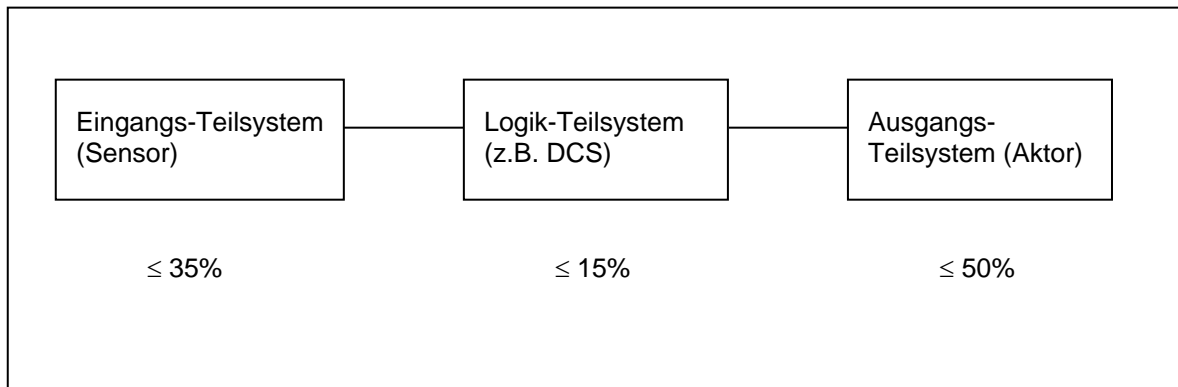 Eingangs-Teilsystem
(Sensor)
Logik-Teilsystem
(z.B. DCS)
Ausgangs-
Teilsystem (Aktor)
≤ 35%
≤ 15%
≤ 50%